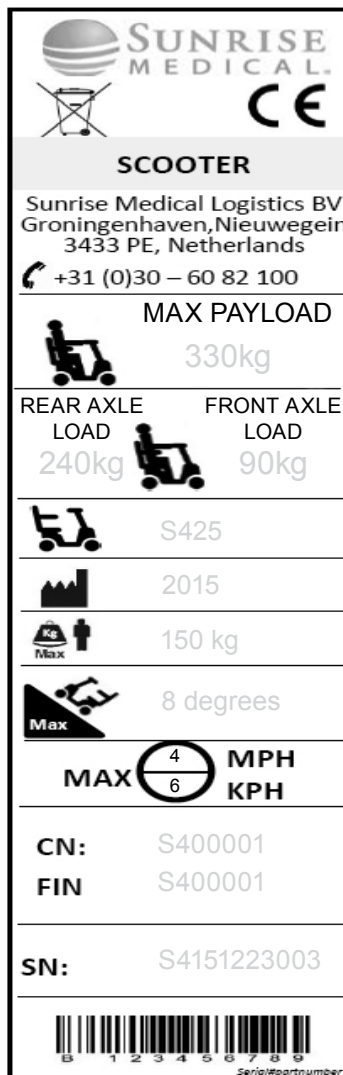 SUNRISE
MEDICAL.
CE
SCOOTER
Sunrise Medical Logistics BV
Groningenhaven,Nieuwegein
3433 PE, Netherlands
+31 (0)30 – 60 82 100
MAX PAYLOAD
330kg
REAR AXLE LOAD
FRONT AXLE LOAD
240kg
90kg
S425
2015
Kg
Max
150 kg
Max
8 degrees
MAX
4
MPH
6
KPH
CN: S400001
FIN S400001
SN: S4151223003
B 1 2 3 4 5 6 7 8 9
Serial#partnumber